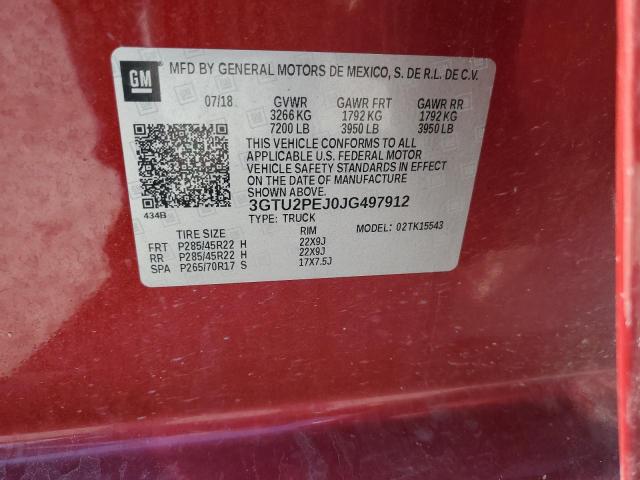 GM
MFD BY GENERAL MOTORS DE MEXICO, S. DE R.L. DE C.V.
07/18 GVWR GAWR FRT GAWR RR
3266 KG 1792 KG 1792 KG
7200 LB 3950 LB 3950 LB
THIS VEHICLE CONFORMS TO ALL
APPLICABLE U.S. FEDERAL MOTOR
VEHICLE SAFETY STANDARDS IN EFFECT
ON THE DATE OF MANUFACTURE
SHOWN ABOVE.
3GTU2PEJ0JG497912
434B TYPE: TRUCK
TIRE SIZE RIM MODEL: 02TK15543
FRT P285/45R22 H 22X9J
RR P285/45R22 H 22X9J
SPA P265/70R17 S 17X7.5J